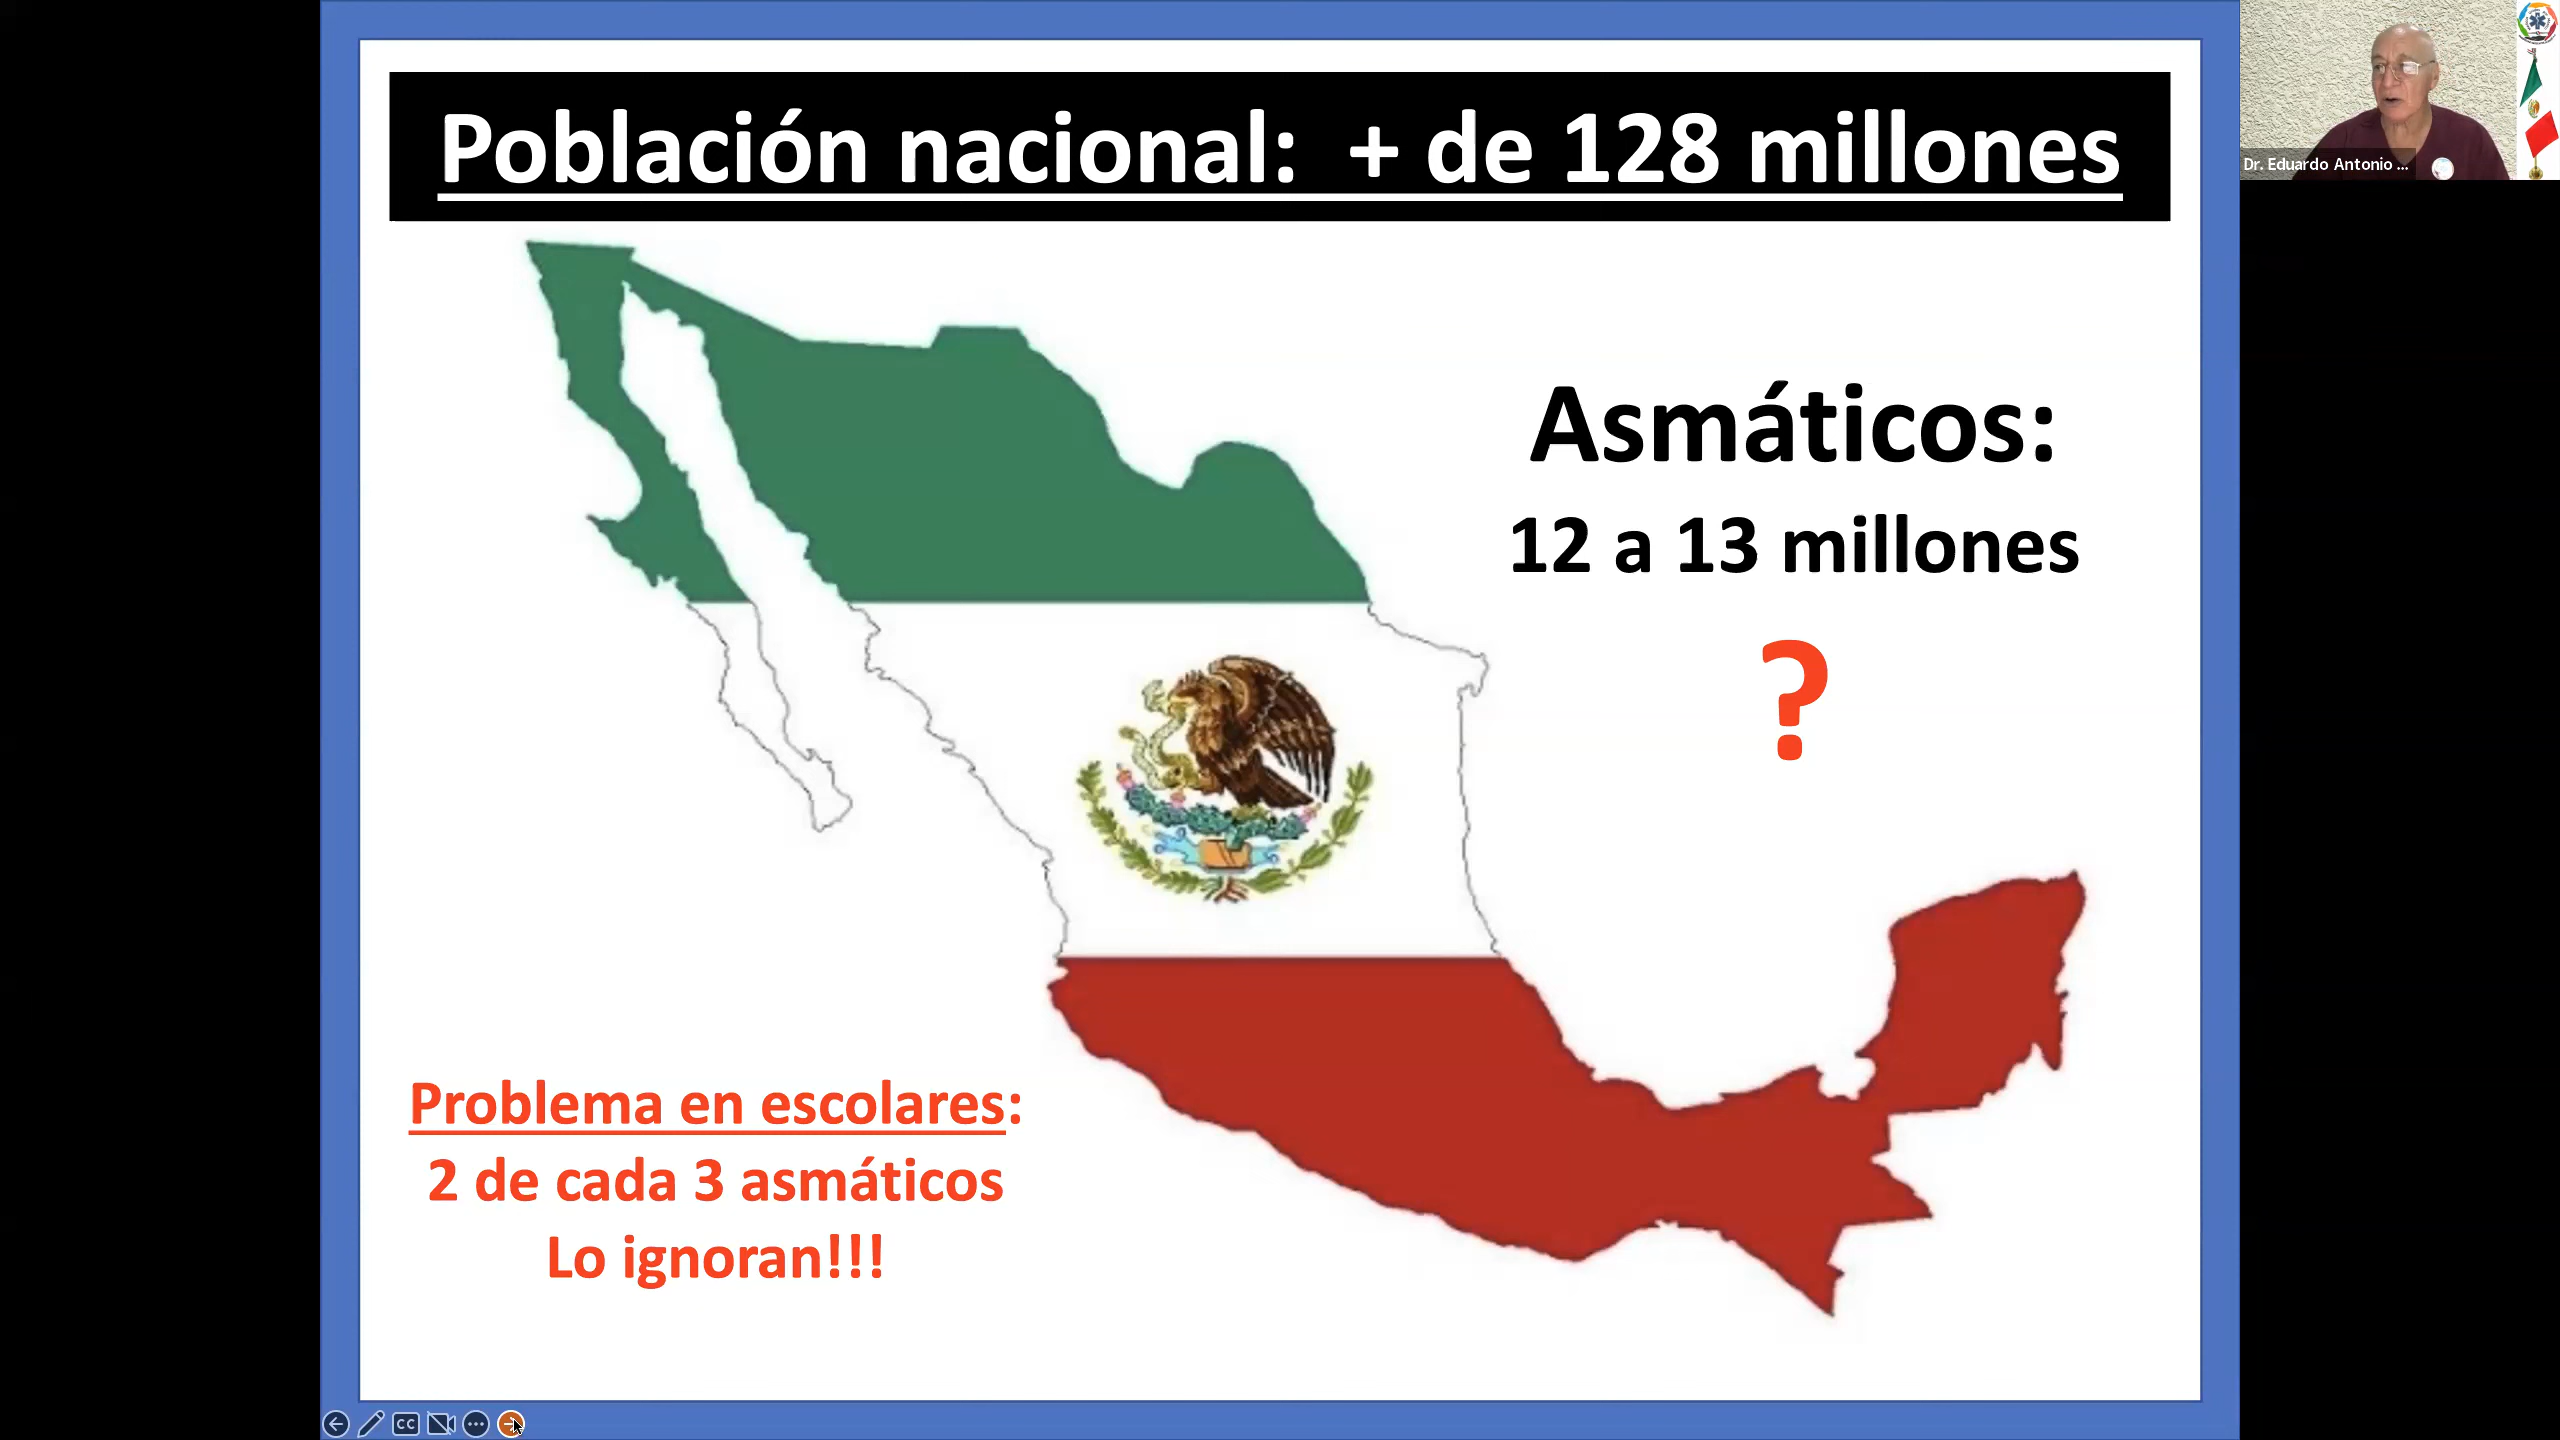 Población nacional:  + de 128 millones
Dr. Eduardo Antonio ...
Asmáticos:
12 a 13 millones
?
Problema en escolares:
2 de cada 3 asmáticos
Lo ignoran!!!
CC